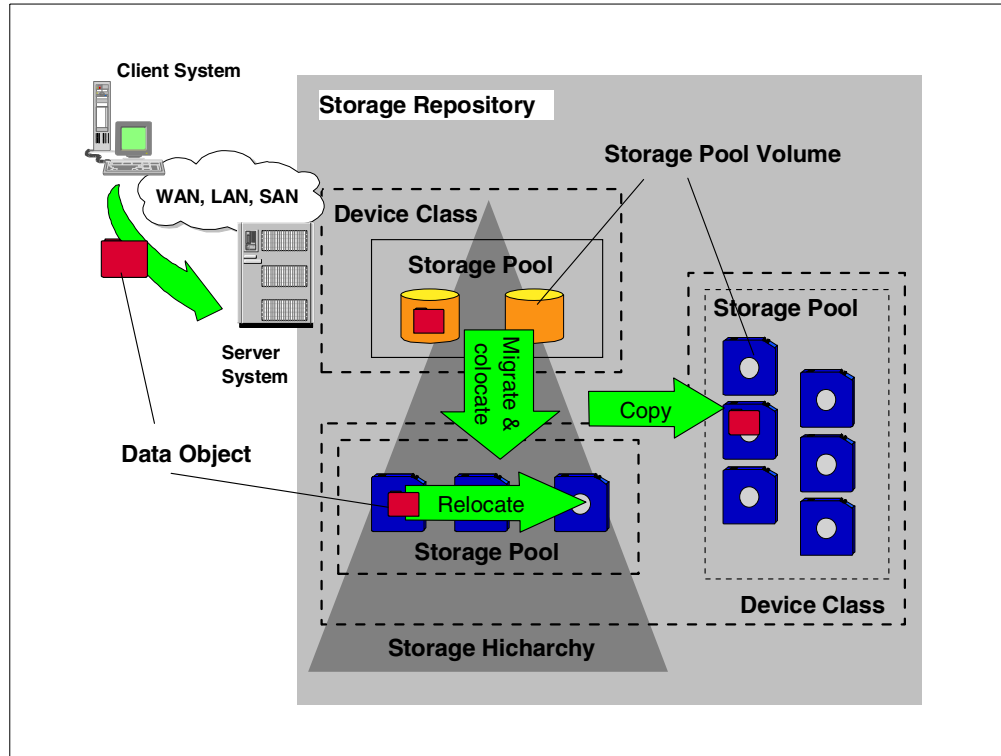 Client System
Storage Repository
Storage Pool Volume
WAN, LAN, SAN
Device Class
Storage Pool
Storage Pool
Server
System
Migrate &
colocate
Copy
Data Object
Relocate
Storage Pool
Device Class
Storage Hicharchy